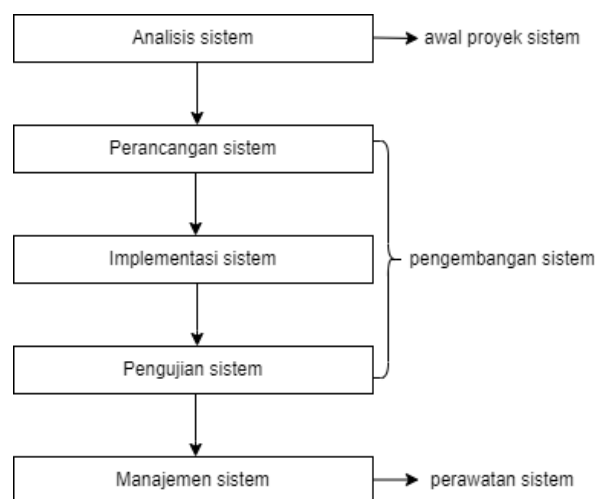 Analisis sistem
awal proyek sistem
Perancangan sistem
Implementasi sistem
pengembangan sistem
Pengujian sistem
Manajemen sistem
perawatan sistem